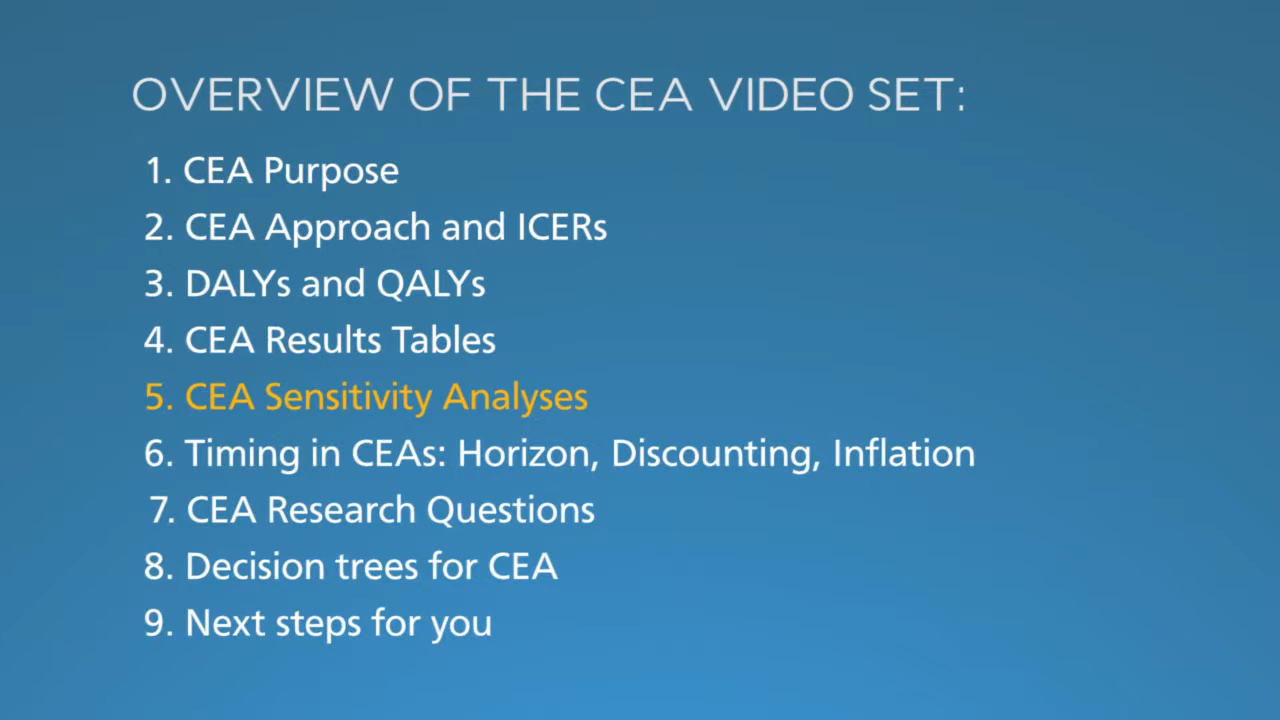 OVERVIEW OF THE CEA VIDEO SET:
1. CEA Purpose
2. CEA Approach and ICERs
3. DALYs and QALYs
4. CEA Results Tables
5. CEA Sensitivity Analyses
6. Timing in CEAs: Horizon, Discounting, Inflation
7. CEA Research Questions
8. Decision trees for CEA
9. Next steps for you